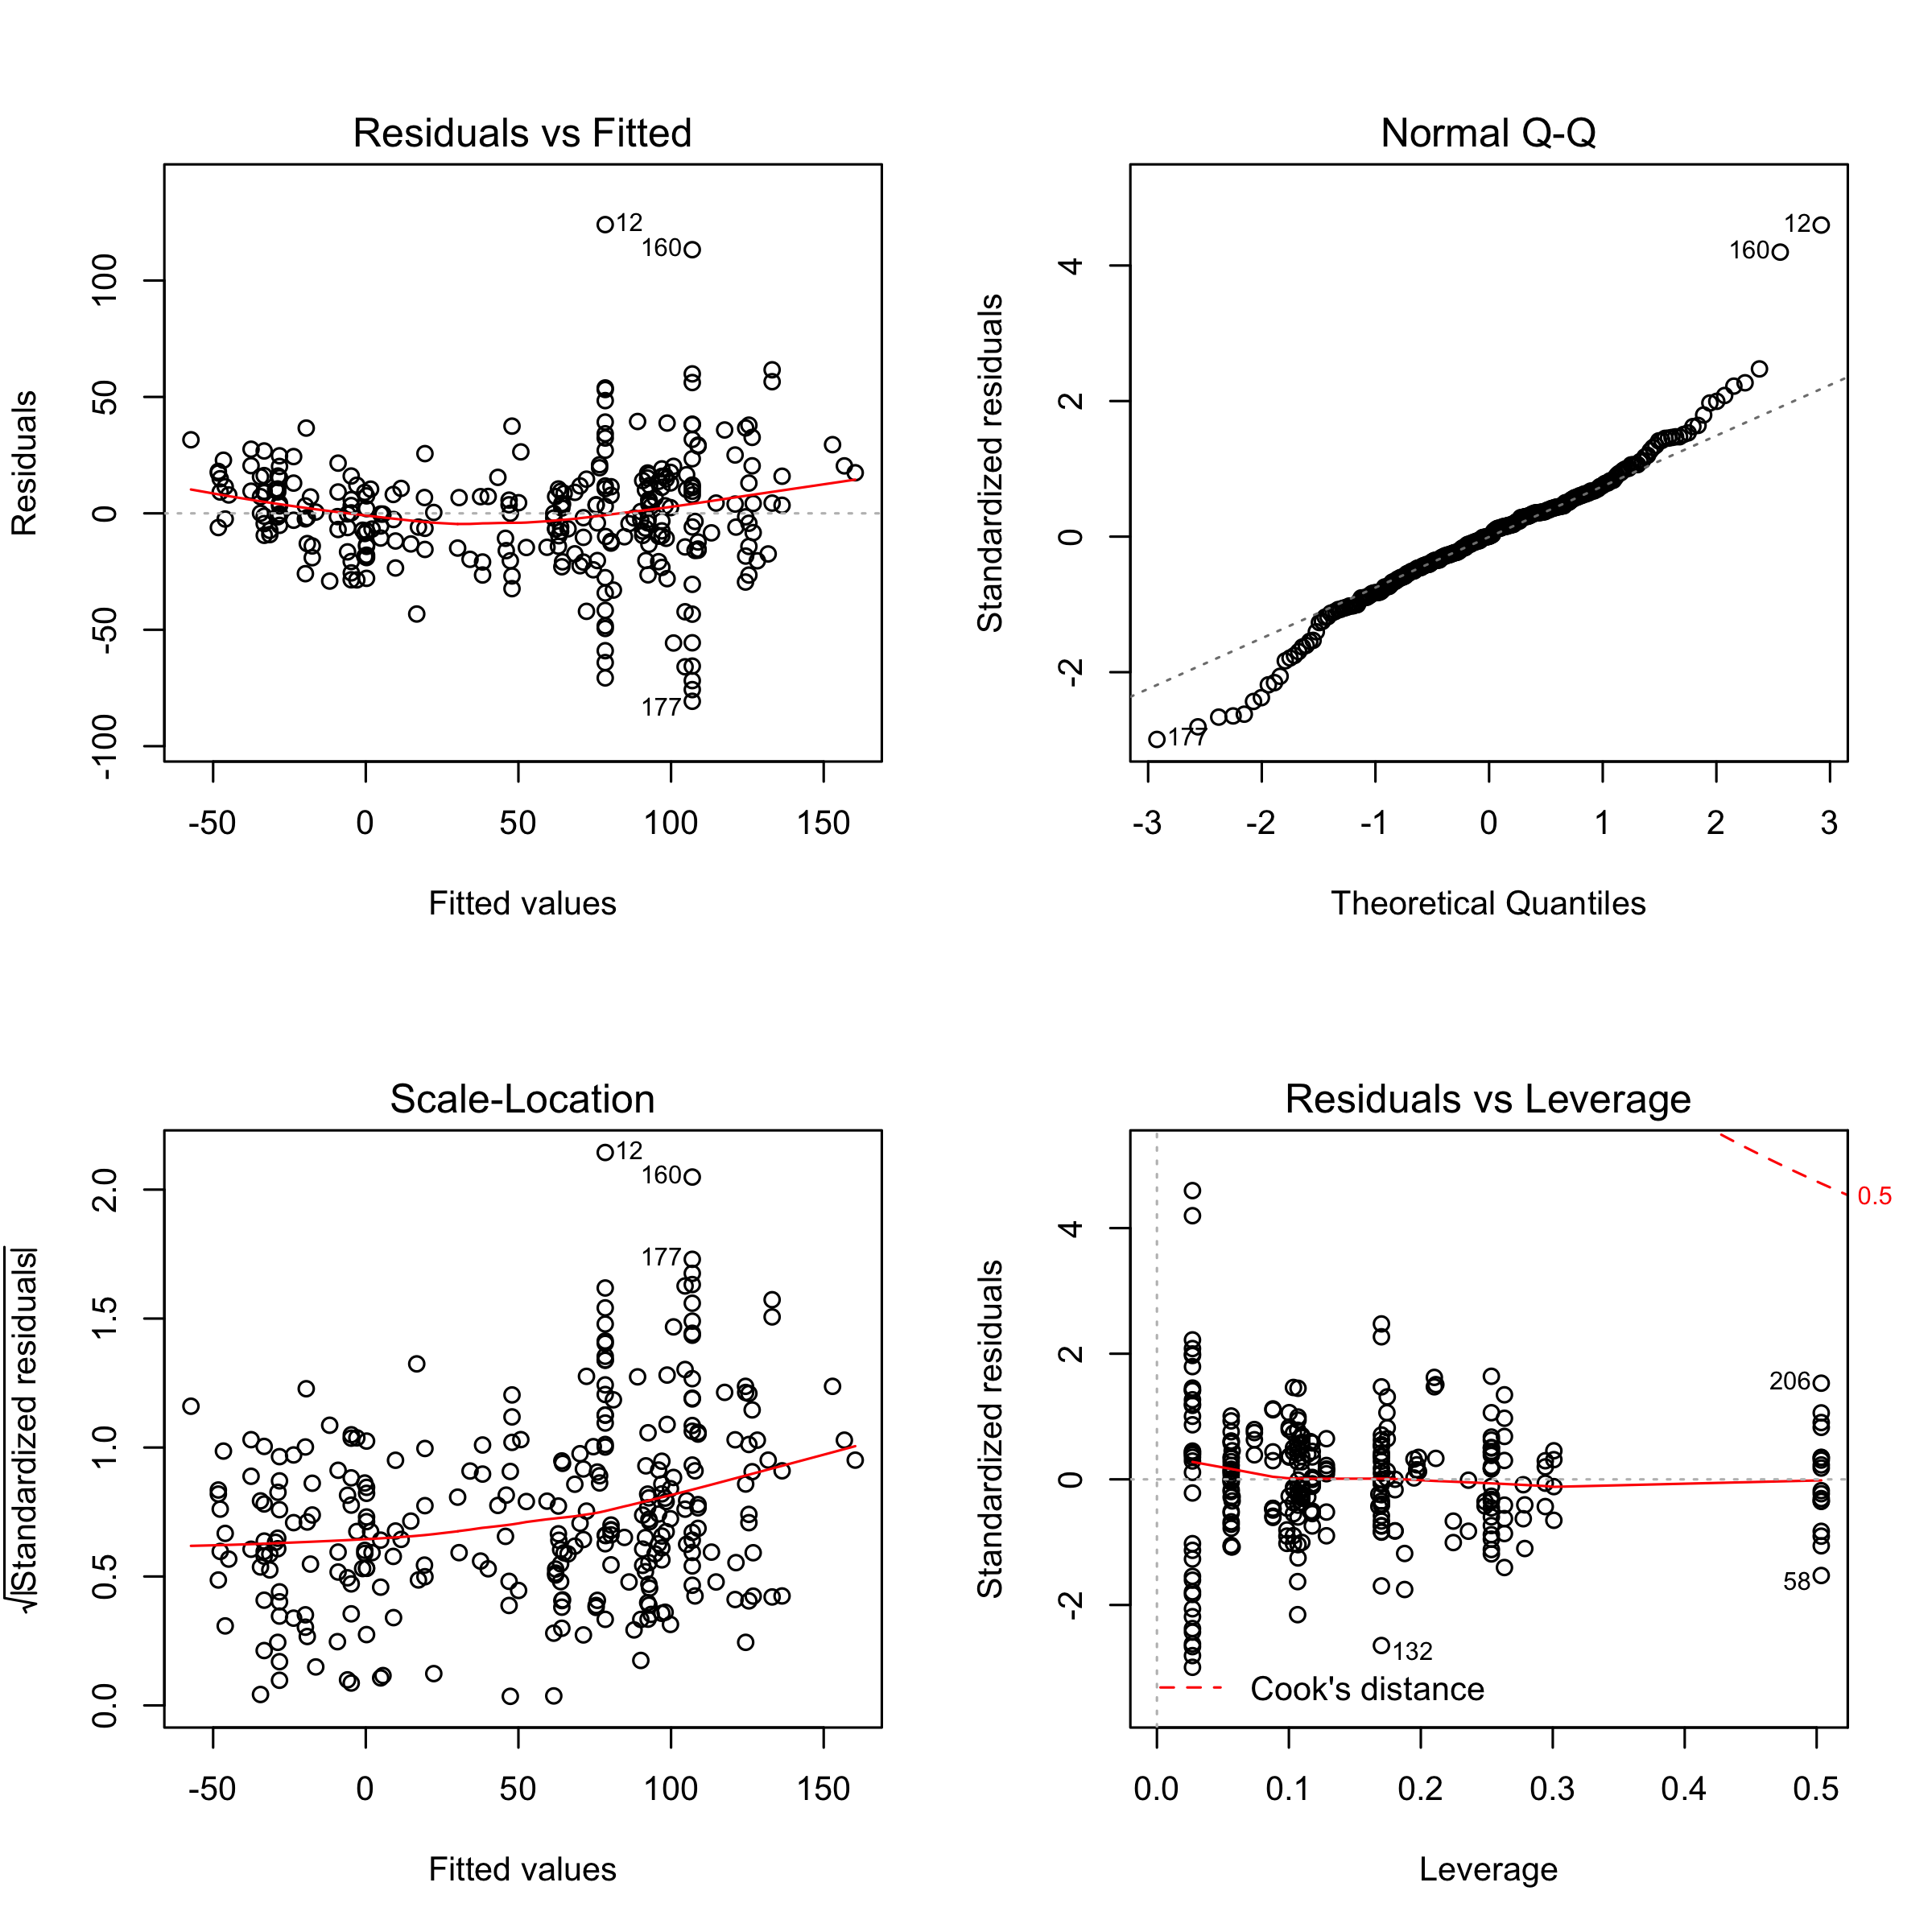 Residuals vs Fitted
Residuals
100
50
0
-50
-100
12
160
177
-50 0 50 100 150
Fitted values
Normal Q-Q
Standardized residuals
4
2
0
-2
12
160
177
-3 -2 -1 0 1 2 3
Theoretical Quantiles
Scale-Location
√|Standardized residuals|
2.0
1.5
1.0
0.5
0.0
12
160
177
-50 0 50 100 150
Fitted values
Residuals vs Leverage
Standardized residuals
4
2
0
-2
0.5
206
58
132
Cook's distance
0.0 0.1 0.2 0.3 0.4 0.5
Leverage